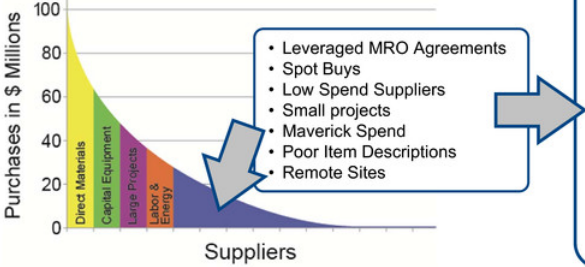 Purchases in $ Millions
100
80
60
40
20
0
Direct Materials
Capital Equipment
Large Projects
Labor &
Energy
Suppliers
• Leveraged MRO Agreements
• Spot Buys
• Low Spend Suppliers
• Small projects
• Maverick Spend
• Poor Item Descriptions
• Remote Sites